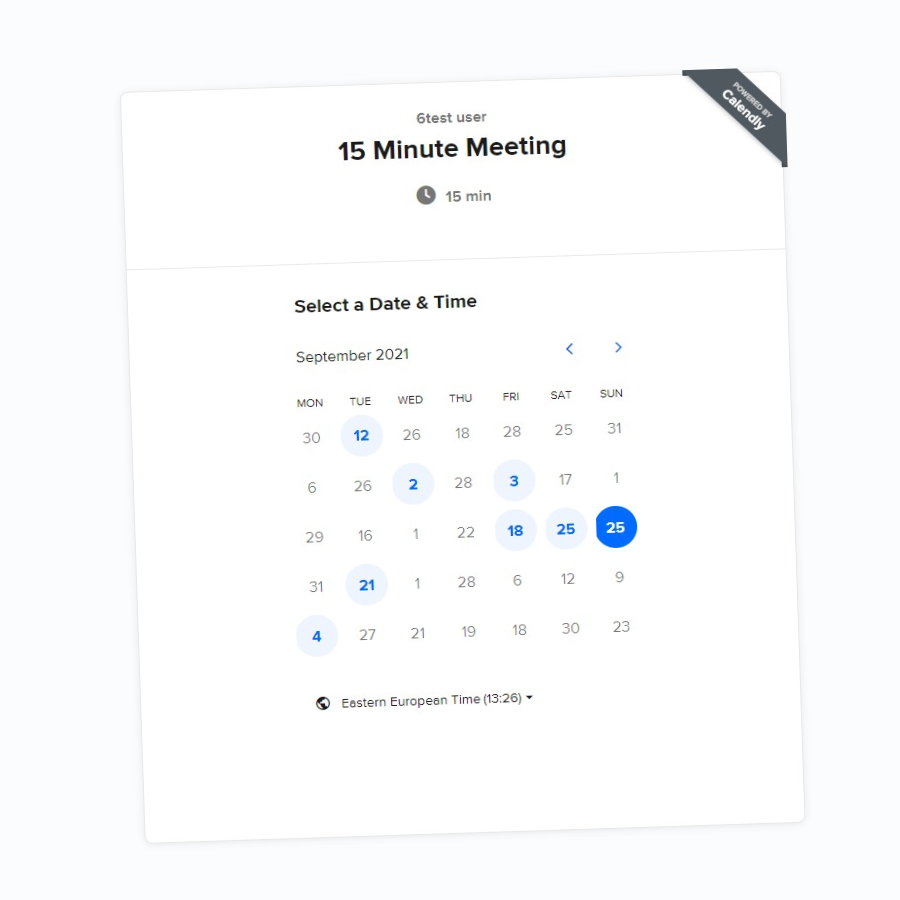 POWERED BY
Calendly
6test user
15 Minute Meeting
15 min
Select a Date & Time
September 2021
MON TUE WED THU FRI SAT SUN
30 12 26 18 28 25 31
6 26 2 28 3 17 1
29 16 1 22 18 25 25
31 21 1 28 6 12 9
4 27 21 19 18 30 23
Eastern European Time (13:26)